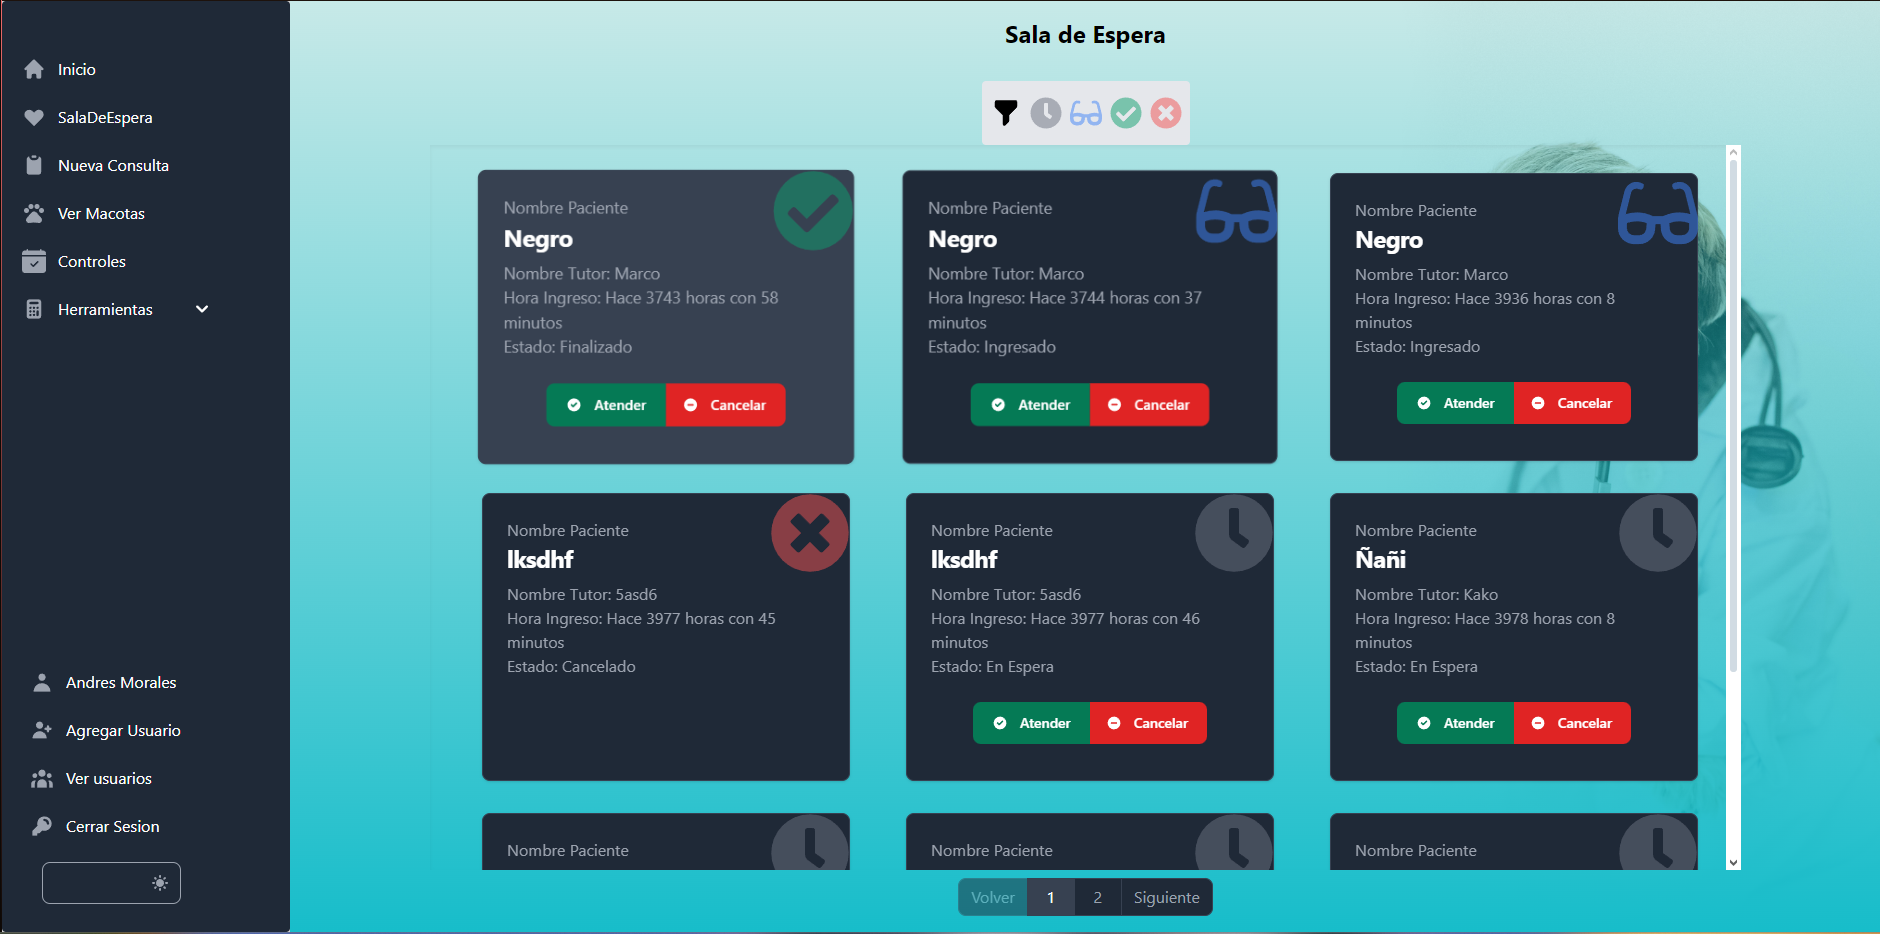 Inicio
SalaDeEspera
Nueva Consulta
Ver Macotas
Controles
Herramientas
Andres Morales
Agregar Usuario
Ver usuarios
Cerrar Sesion
Sala de Espera
Nombre Paciente
Negro
Nombre Tutor: Marco
Hora Ingreso: Hace 3743 horas con 58
minutos
Estado: Finalizado
Atender Cancelar
Nombre Paciente
Negro
Nombre Tutor: Marco
Hora Ingreso: Hace 3744 horas con 37
minutos
Estado: Ingresado
Atender Cancelar
Nombre Paciente
Negro
Nombre Tutor: Marco
Hora Ingreso: Hace 3936 horas con 8
minutos
Estado: Ingresado
Atender Cancelar
Nombre Paciente
lksdhf
Nombre Tutor: 5asd6
Hora Ingreso: Hace 3977 horas con 45
minutos
Estado: Cancelado
Nombre Paciente
lksdhf
Nombre Tutor: 5asd6
Hora Ingreso: Hace 3977 horas con 46
minutos
Estado: En Espera
Atender Cancelar
Nombre Paciente
Ñañi
Nombre Tutor: Kako
Hora Ingreso: Hace 3978 horas con 8
minutos
Estado: En Espera
Atender Cancelar
Nombre Paciente
Nombre Paciente
Nombre Paciente
Volver 1 2 Siguiente